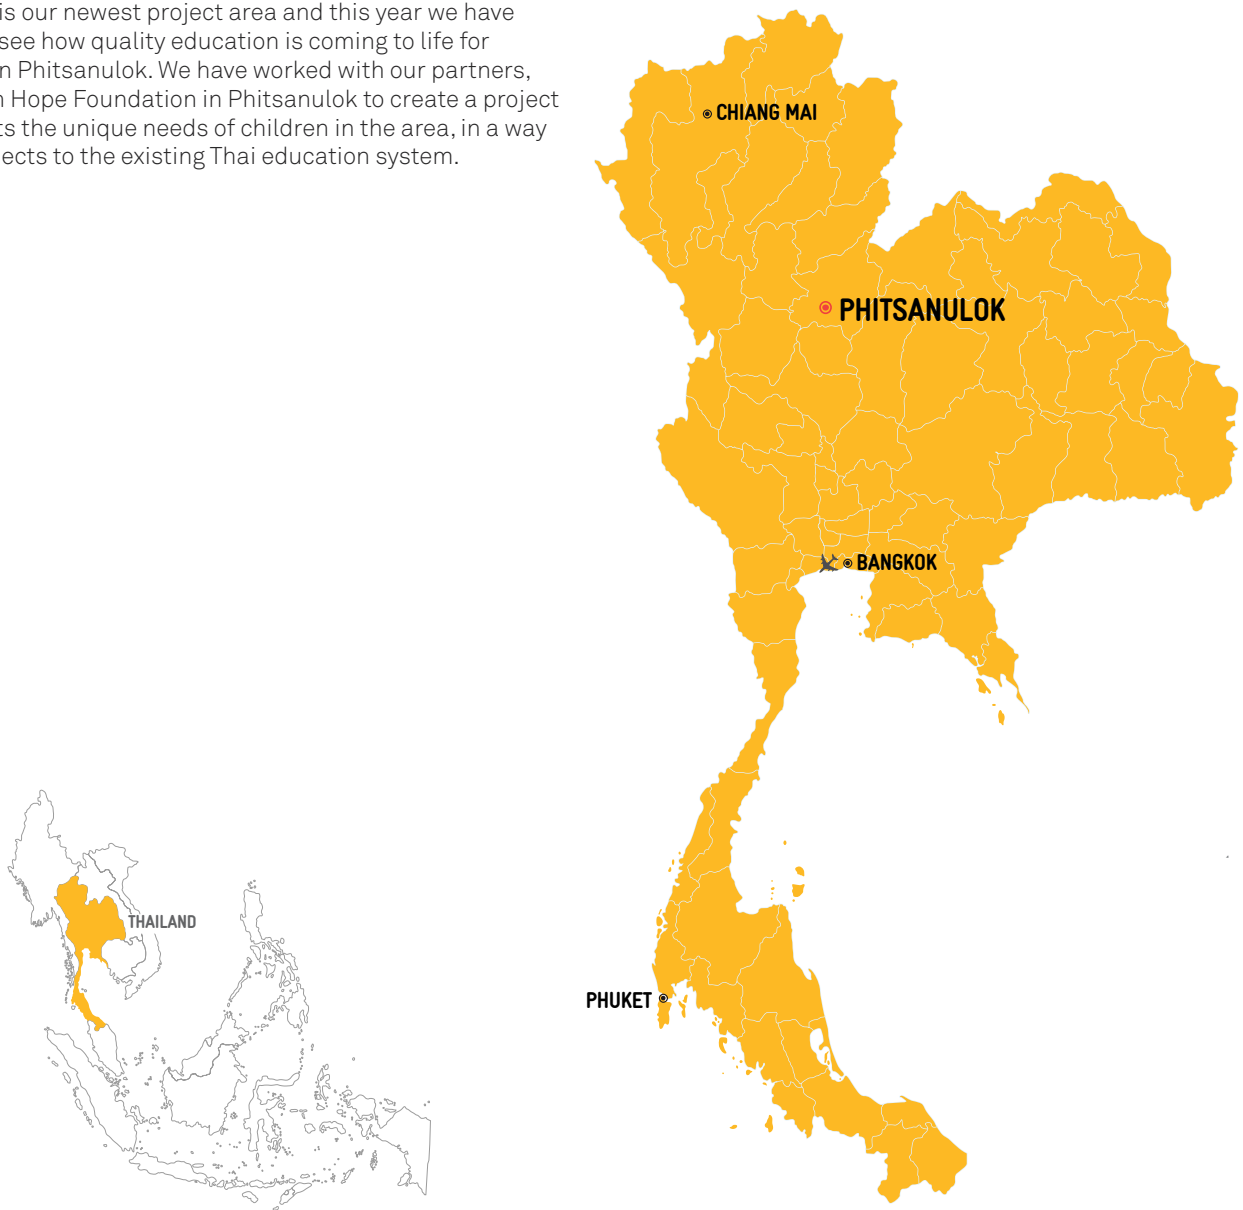 is our newest project area and this year we have
see how quality education is coming to life for
n Phitsanulok. We have worked with our partners,
Hope Foundation in Phitsanulok to create a project
ts the unique needs of children in the area, in a way
ects to the existing Thai education system.
CHIANG MAI
PHITSANULOK
BANGKOK
THAILAND
PHUKET